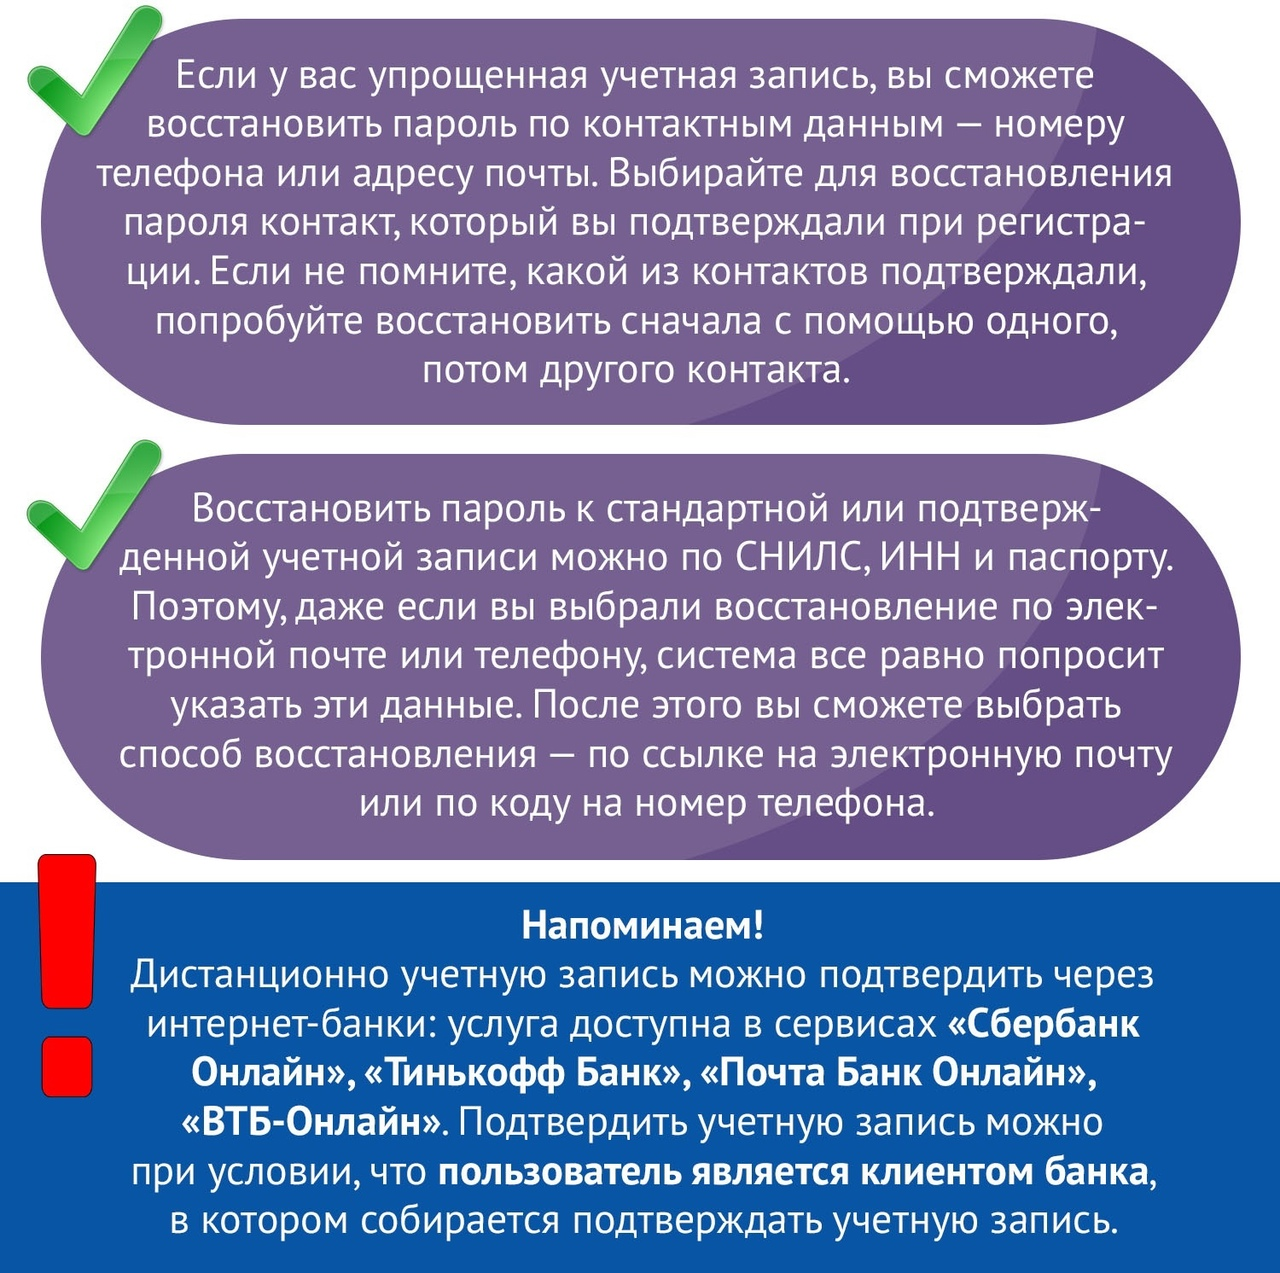 Если у вас упрощенная учетная запись, вы сможете
восстановить пароль по контактным данным — номеру
телефона или адресу почты. Выбирайте для восстановления
пароля контакт, который вы подтверждали при регистра-
ции. Если не помните, какой из контактов подтверждали,
попробуйте восстановить сначала с помощью одного,
потом другого контакта.
Восстановить пароль к стандартной или подтверж-
денной учетной записи можно по СНИЛС, ИНН и паспорту.
Поэтому, даже если вы выбрали восстановление по элек-
тронной почте или телефону, система все равно попросит
указать эти данные. После этого вы сможете выбрать
способ восстановления — по ссылке на электронную почту
или по коду на номер телефона.
Напоминаем!
Дистанционно учетную запись можно подтвердить через
интернет-банки: услуга доступна в сервисах «Сбербанк
Онлайн», «Тинькофф Банк», «Почта Банк Онлайн»,
«ВТБ-Онлайн». Подтвердить учетную запись можно
при условии, что пользователь является клиентом банка,
в котором собирается подтверждать учетную запись.